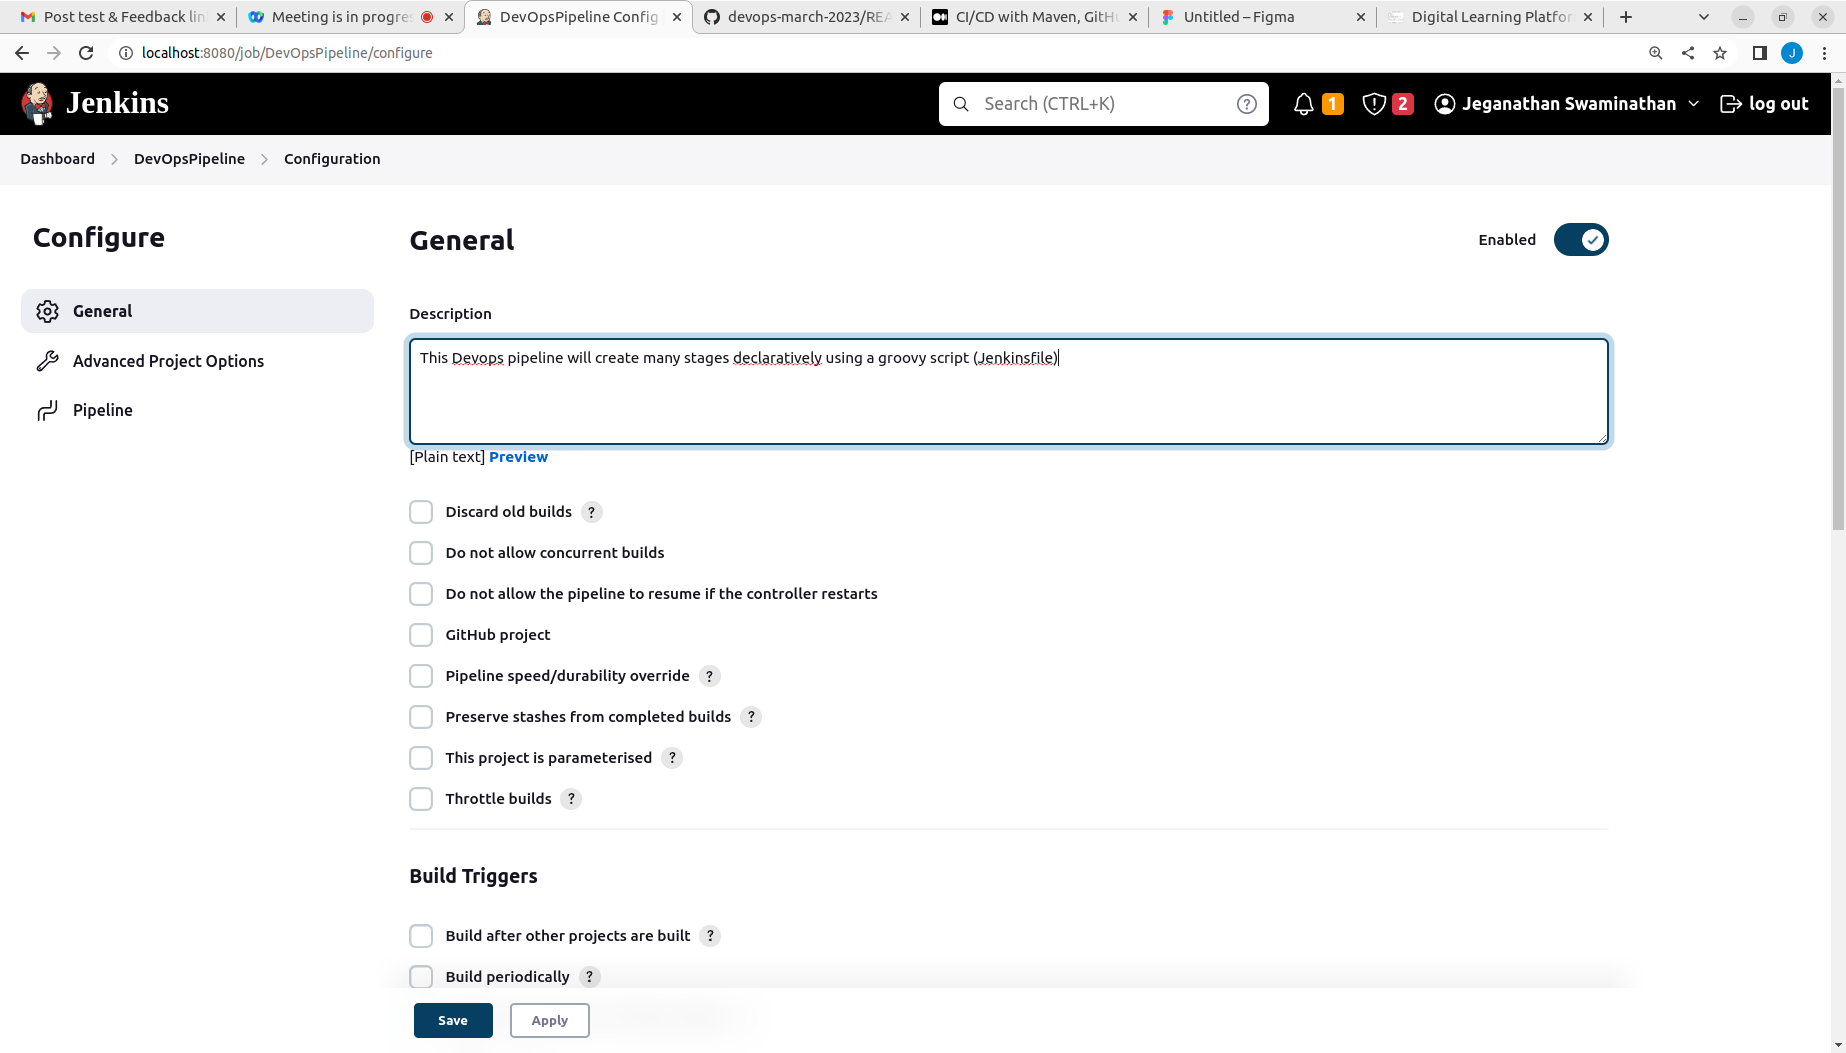 Post test & Feedback lin
Meeting is in progres
DevOpsPipeline Config
devops-march-2023/REA
CI/CD with Maven, GitHu
Untitled – Figma
Digital Learning Platfor
localhost:8080/job/DevOpsPipeline/configure
J
Jenkins
Search (CTRL+K)
?
1
2
Jeganathan Swaminathan
log out
Dashboard
DevOpsPipeline
Configuration
Configure
General
Advanced Project Options
Pipeline
General
Enabled
Description
This Devops pipeline will create many stages declaratively using a groovy script (Jenkinsfile)
[Plain text] Preview
Discard old builds ?
Do not allow concurrent builds
Do not allow the pipeline to resume if the controller restarts
GitHub project
Pipeline speed/durability override ?
Preserve stashes from completed builds ?
This project is parameterised ?
Throttle builds ?
Build Triggers
Build after other projects are built ?
Build periodically ?
Save
Apply